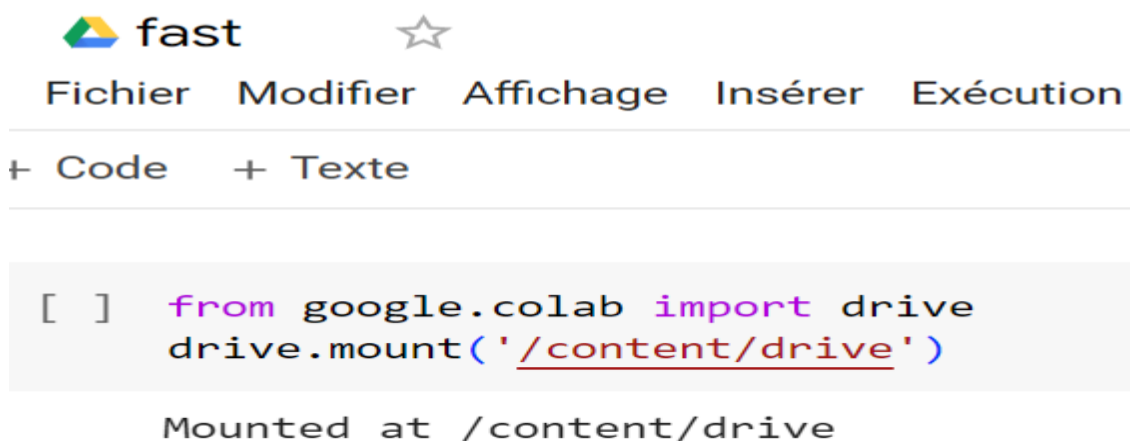 fast
Fichier Modifier Affichage Insérer Exécution
+ Code + Texte
[ ] from google.colab import drive
drive.mount('/content/drive')
Mounted at /content/drive